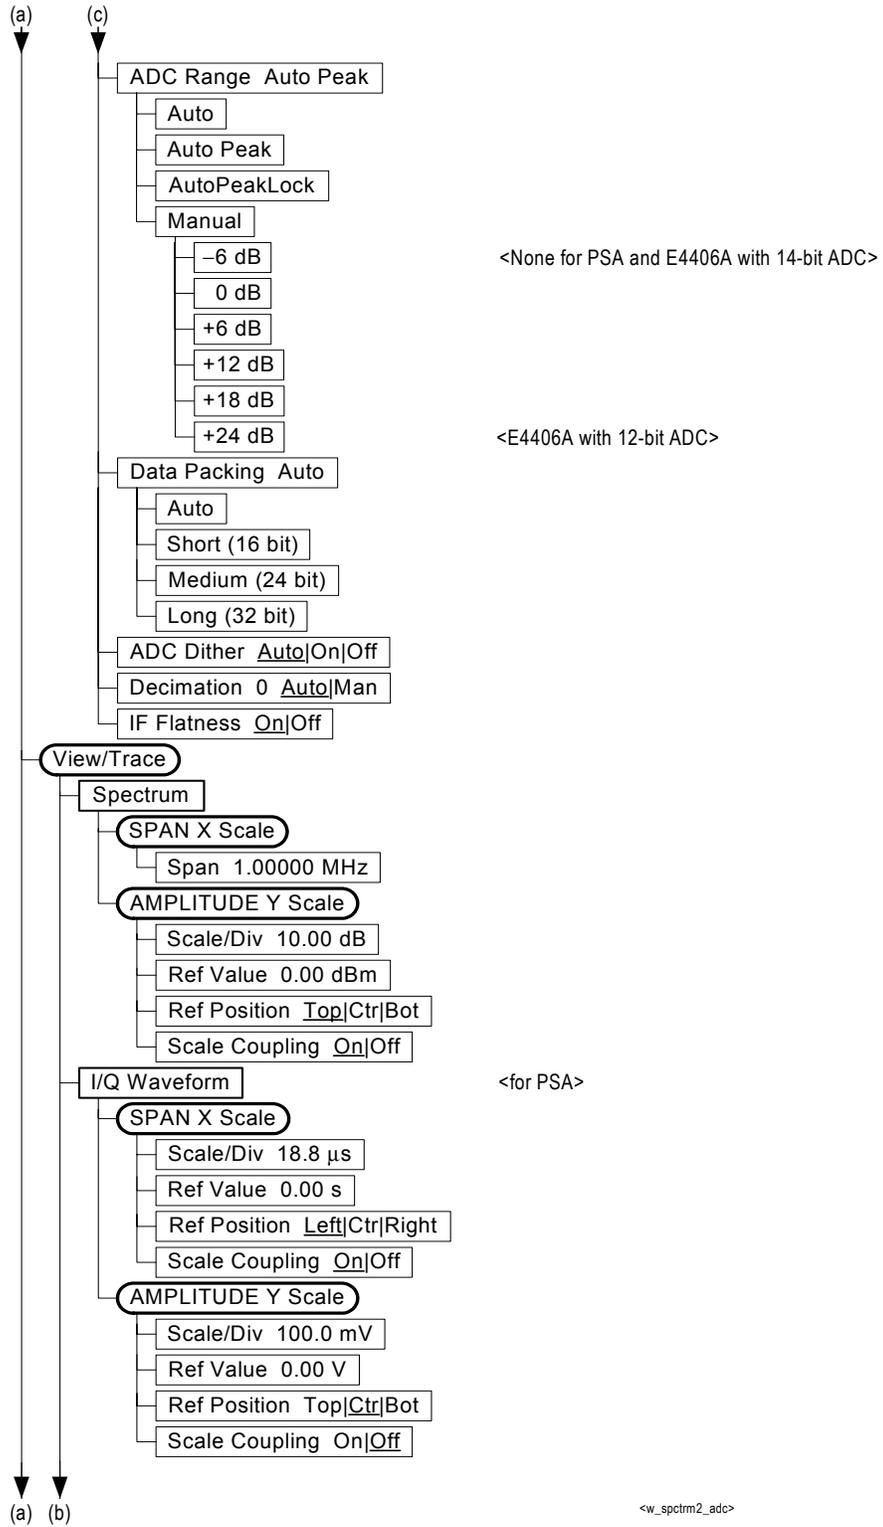 (a) (c)
ADC Range Auto Peak
Auto
Auto Peak
AutoPeakLock
Manual
–6 dB <None for PSA and E4406A with 14-bit ADC>
0 dB
+6 dB
+12 dB
+18 dB
+24 dB <E4406A with 12-bit ADC>
Data Packing Auto
Auto
Short (16 bit)
Medium (24 bit)
Long (32 bit)
ADC Dither Auto|On|Off
Decimation 0 Auto|Man
IF Flatness On|Off
View/Trace
Spectrum
SPAN X Scale
Span 1.00000 MHz
AMPLITUDE Y Scale
Scale/Div 10.00 dB
Ref Value 0.00 dBm
Ref Position Top|Ctr|Bot
Scale Coupling On|Off
I/Q Waveform <for PSA>
SPAN X Scale
Scale/Div 18.8 μs
Ref Value 0.00 s
Ref Position Left|Ctr|Right
Scale Coupling On|Off
AMPLITUDE Y Scale
Scale/Div 100.0 mV
Ref Value 0.00 V
Ref Position Top|Ctr|Bot
Scale Coupling On|Off
(a) (b) <w_spctrm2_adc>